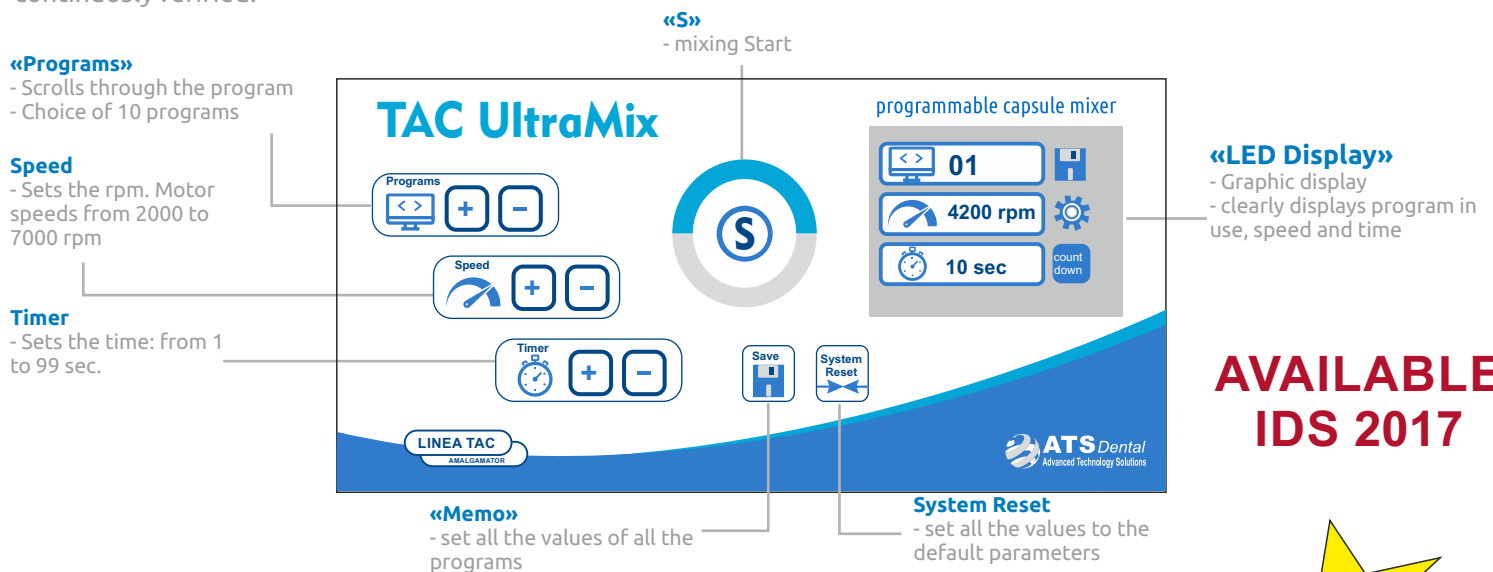 continuously verified.
«S»
- mixing Start
«Programs»
- Scrolls through the program
- Choice of 10 programs
Speed
- Sets the rpm. Motor
speeds from 2000 to
7000 rpm
Timer
- Sets the time: from 1
to 99 sec.
TAC UltraMix
programmable capsule mixer
Programs
< >
+
-
Speed
+
-
Timer
+
-
S
< >
01
4200 rpm
10 sec
count
down
Save
System
Reset
LINEA TAC
AMALGAMATOR
ATS Dental
Advanced Technology Solutions
«LED Display»
- Graphic display
- clearly displays program in
use, speed and time
AVAILABLE
IDS 2017
«Memo»
- set all the values of all the
programs
System Reset
- set all the values to the
default parameters